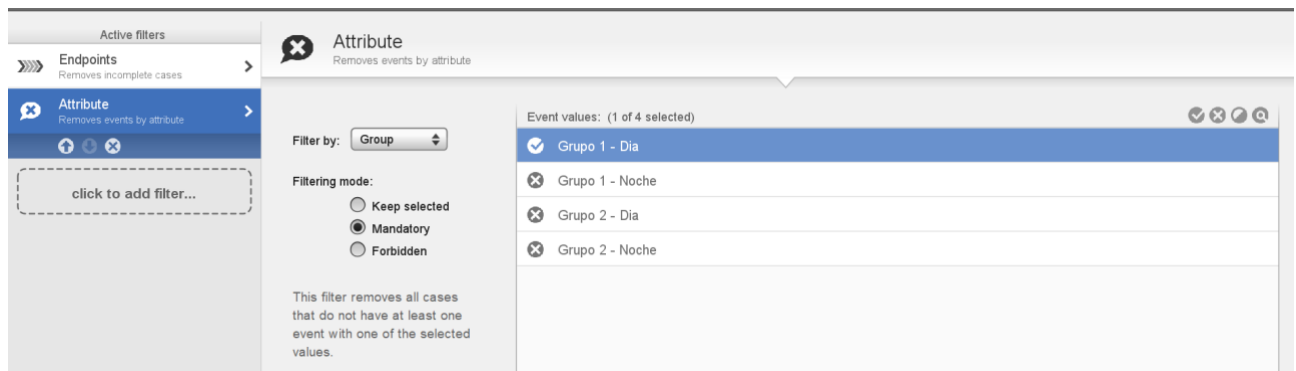 Active filters
Endpoints
Removes incomplete cases
Attribute
Removes events by attribute
click to add filter...
Attribute
Removes events by attribute
Filter by: Group
Filtering mode:
Keep selected
Mandatory
Forbidden
This filter removes all cases
that do not have at least one
event with one of the selected
values.
Event values: (1 of 4 selected)
Grupo 1 - Dia
Grupo 1 - Noche
Grupo 2 - Dia
Grupo 2 - Noche